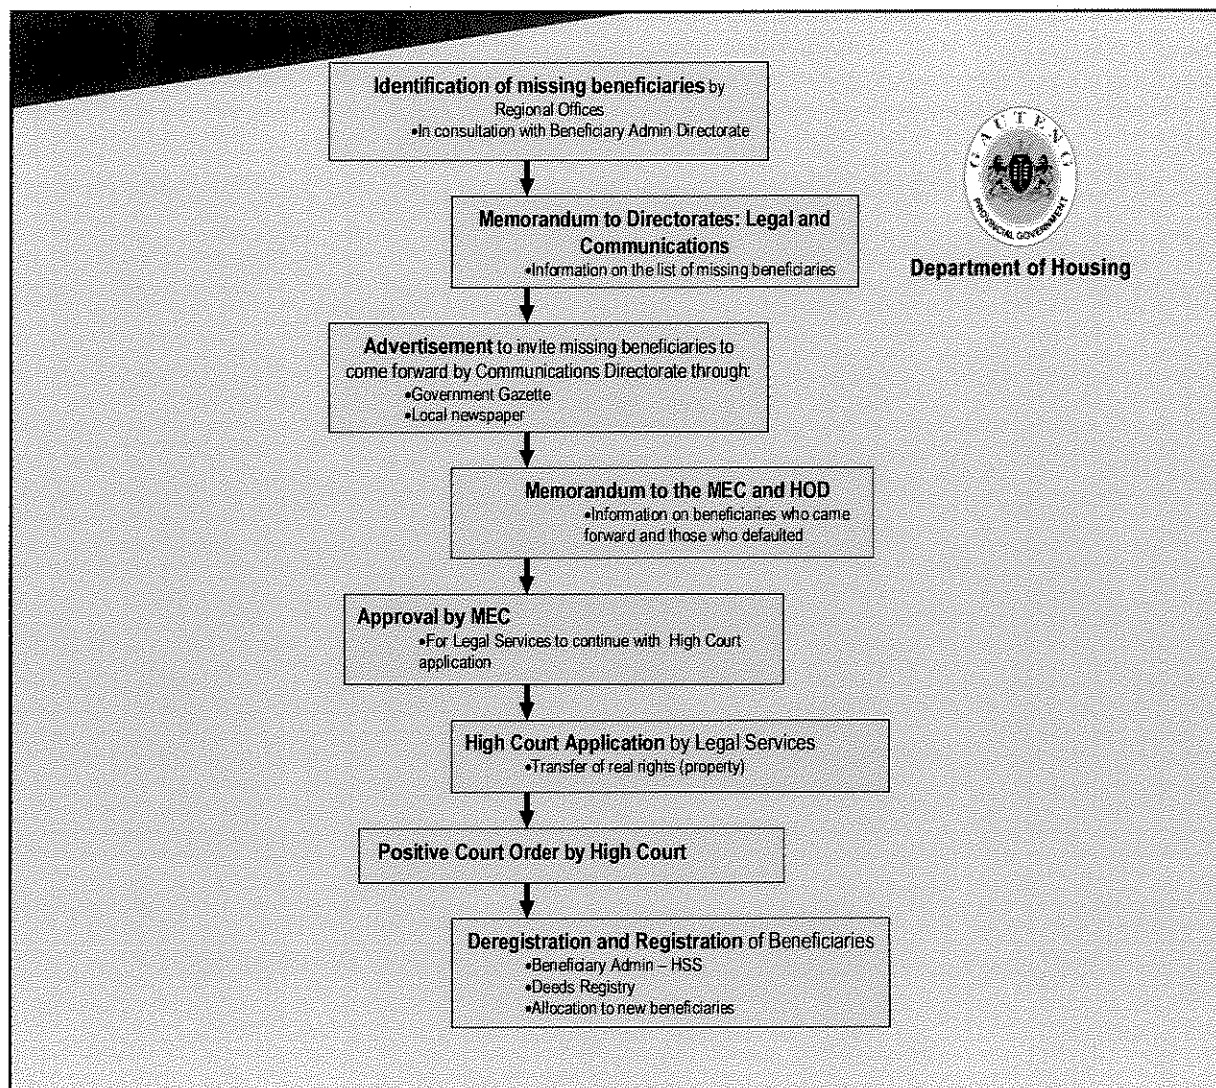 Identification of missing beneficiaries by
Regional Offices
•In consultation with Beneficiary Admin Directorate
GAUTENG
PROVINCIAL GOVERNMENT
Department of Housing
Memorandum to Directorates: Legal and
Communications
•Information on the list of missing beneficiaries
Advertisement to invite missing beneficiaries to
come forward by Communications Directorate through:
•Government Gazette
•Local newspaper
Memorandum to the MEC and HOD
•Information on beneficiaries who came
forward and those who defaulted
Approval by MEC
•For Legal Services to continue with High Court
application
High Court Application by Legal Services
•Transfer of real rights (property)
Positive Court Order by High Court
Deregistration and Registration of Beneficiaries
•Beneficiary Admin – HSS
•Deeds Registry
•Allocation to new beneficiaries